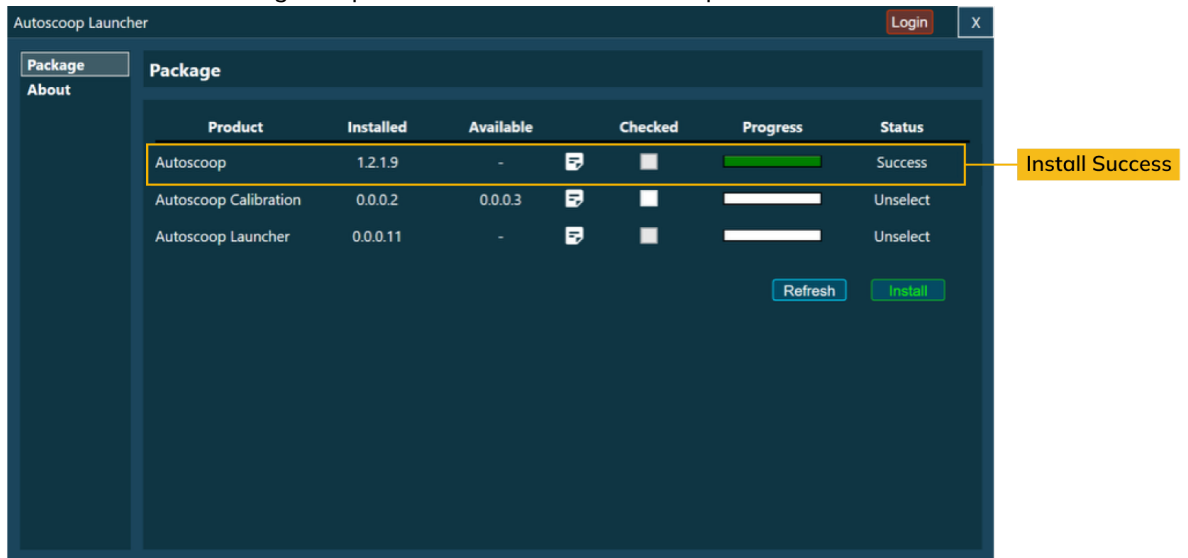 Autoscoop Launcher Login X
Package
About
Package
Product Installed Available Checked Progress Status
Autoscoop 1.2.1.9 - Success
Autoscoop Calibration 0.0.0.2 0.0.0.3 Unselect
Autoscoop Launcher 0.0.0.11 - Unselect
Refresh Install
Install Success